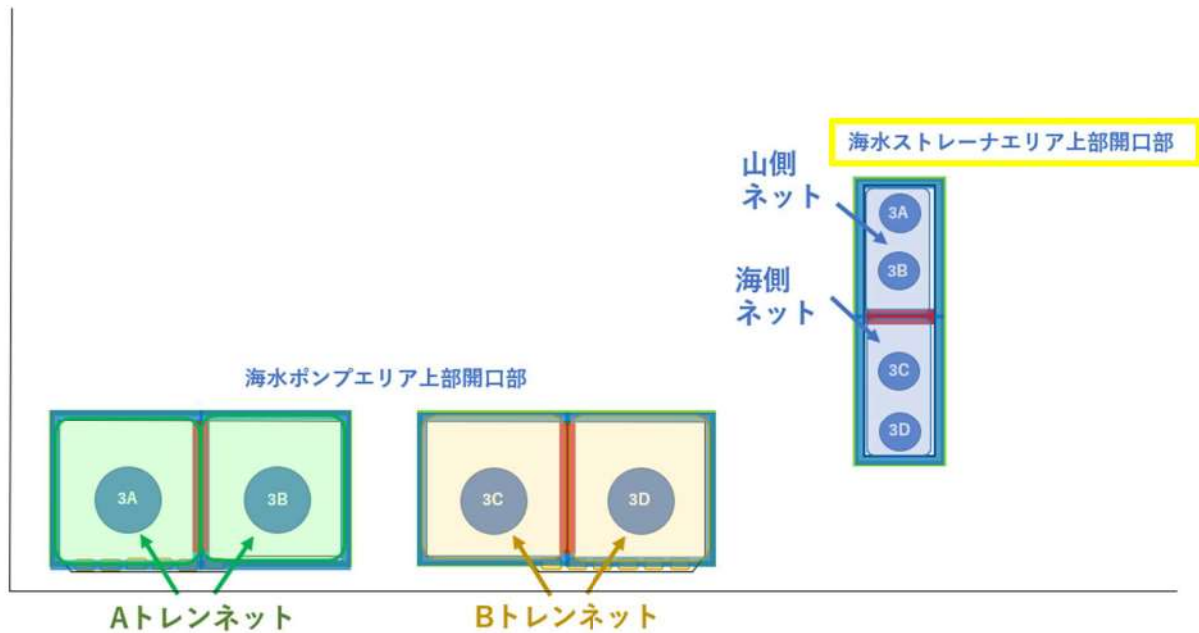 海水ストレーナエリア上部開口部
山側
ネット
3A
3B
海側
ネット
3C
3D
海水ポンプエリア上部開口部
3A
3B
3C
3D
Aトレンネット
Bトレンネット